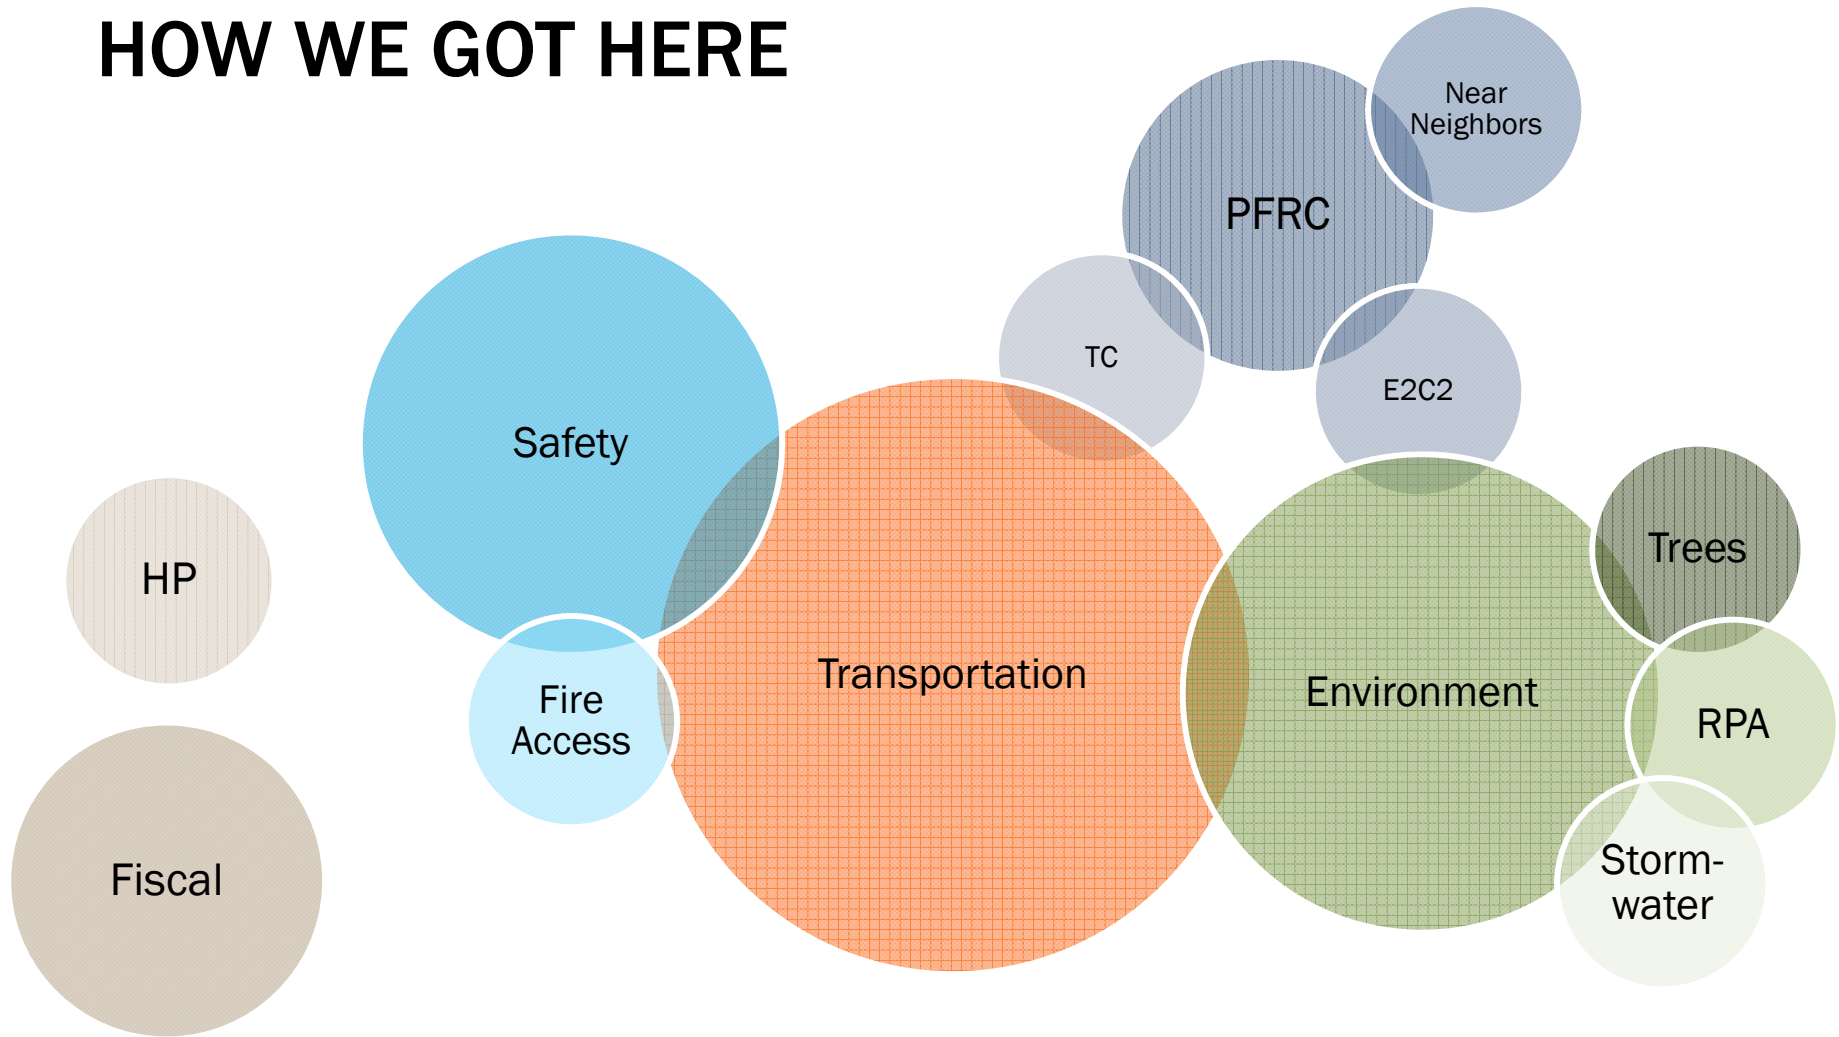 HOW WE GOT HERE
Near
Neighbors
PFRC
TC
E2C2
Safety
Trees
HP
Transportation
Environment
Fire
Access
RPA
Fiscal
Storm-
water